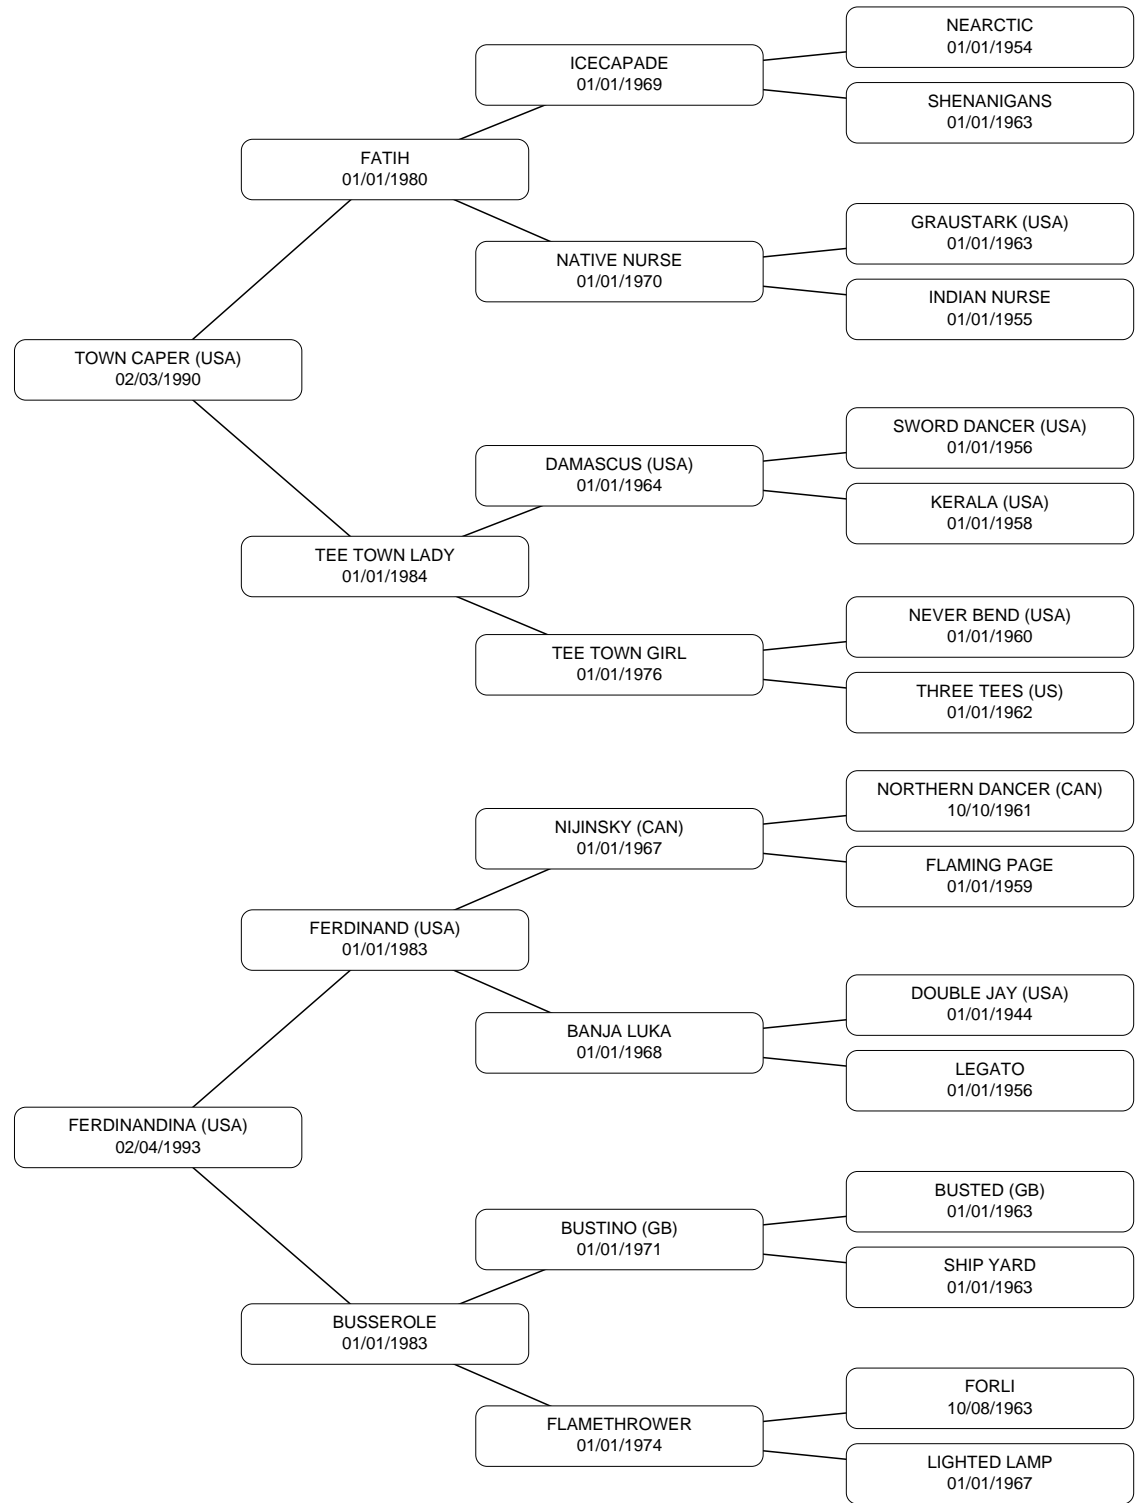 NEARCTIC
01/01/1954
ICECAPADE
01/01/1969
SHENANIGANS
01/01/1963
FATIH
01/01/1980
GRAUSTARK (USA)
01/01/1963
NATIVE NURSE
01/01/1970
INDIAN NURSE
01/01/1955
TOWN CAPER (USA)
02/03/1990
SWORD DANCER (USA)
01/01/1956
DAMASCUS (USA)
01/01/1964
KERALA (USA)
01/01/1958
TEE TOWN LADY
01/01/1984
NEVER BEND (USA)
01/01/1960
TEE TOWN GIRL
01/01/1976
THREE TEES (US)
01/01/1962
NORTHERN DANCER (CAN)
10/10/1961
NIJINSKY (CAN)
01/01/1967
FLAMING PAGE
01/01/1959
FERDINAND (USA)
01/01/1983
DOUBLE JAY (USA)
01/01/1944
BANJA LUKA
01/01/1968
LEGATO
01/01/1956
FERDINANDINA (USA)
02/04/1993
BUSTED (GB)
01/01/1963
BUSTINO (GB)
01/01/1971
SHIP YARD
01/01/1963
BUSSEROLE
01/01/1983
FORLI
10/08/1963
FLAMETHROWER
01/01/1974
LIGHTED LAMP
01/01/1967